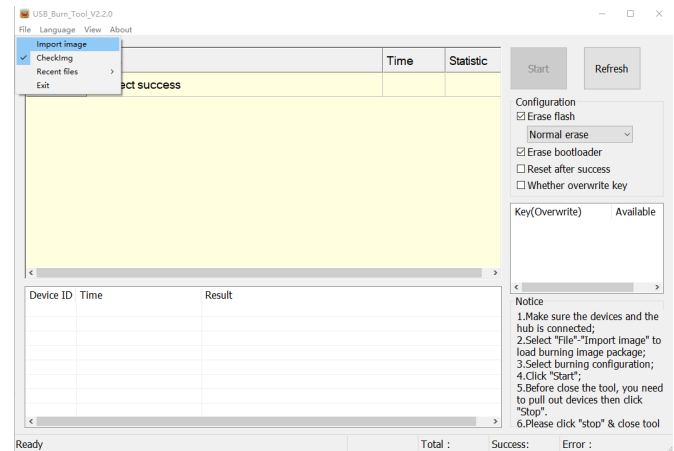 USB_Burn_Tool_V2.2.0
File Language View About
Import image
CheckImg
Recent files
Exit
Time Statistic
ect success
Start Refresh
Configuration
Erase flash
Normal erase
Erase bootloader
Reset after success
Whether overwrite key
Key(Overwrite) Available
Device ID Time Result
Notice
1.Make sure the devices and the
hub is connected;
2.Select "File"-"Import image" to
load burning image package;
3.Select burning configuration;
4.Click "Start";
5.Before close the tool, you need
to pull out devices then click
"Stop".
6.Please click "stop" & close tool
Ready Total : Success: Error :